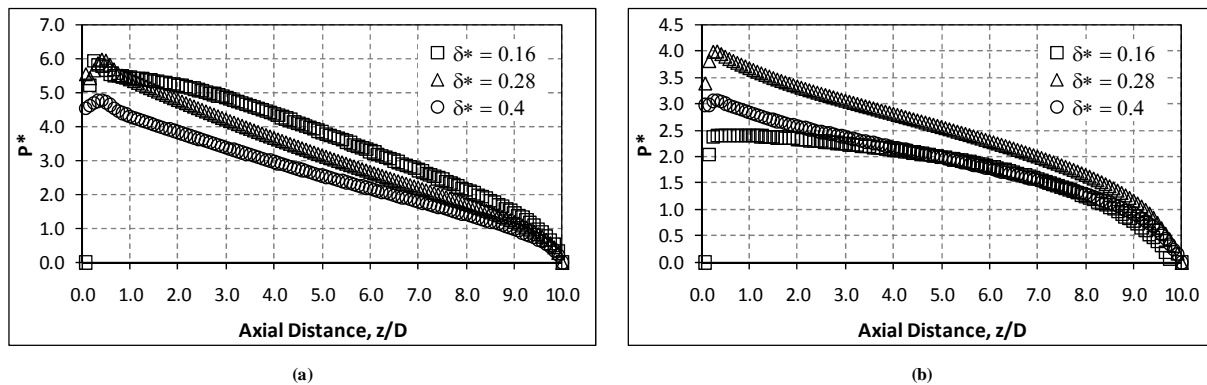 7.0
6.0
5.0
4.0
3.0
2.0
1.0
0.0
P*
0.0 1.0 2.0 3.0 4.0 5.0 6.0 7.0 8.0 9.0 10.0
Axial Distance, z/D
δ* = 0.16
δ* = 0.28
δ* = 0.4
(a)
4.5
4.0
3.5
3.0
2.5
2.0
1.5
1.0
0.5
0.0
P*
0.0 1.0 2.0 3.0 4.0 5.0 6.0 7.0 8.0 9.0 10.0
Axial Distance, z/D
δ* = 0.16
δ* = 0.28
δ* = 0.4
(b)